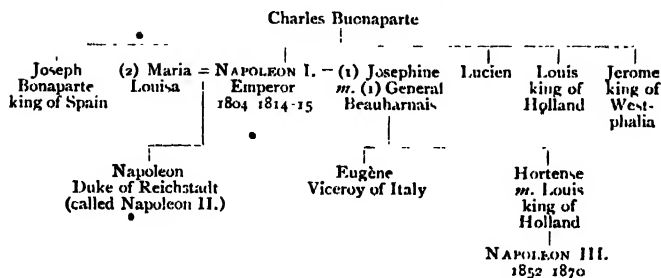 Charles Buonaparte
Joseph
Bonaparte
king of Spain
(2) Maria
Louisa
= NAPOLEON I. –
Emperor
1804 1814-15
(1) Josephine
m. (1) General
Beauharnais
Lucien
Louis
king of
Holland
Jerome
king of
West-
phalia
Napoleon
Duke of Reichstadt
(called Napoleon II.)
Eugène
Viceroy of Italy
Hortense
m. Louis
king of
Holland
NAPOLEON III.
1852 1870